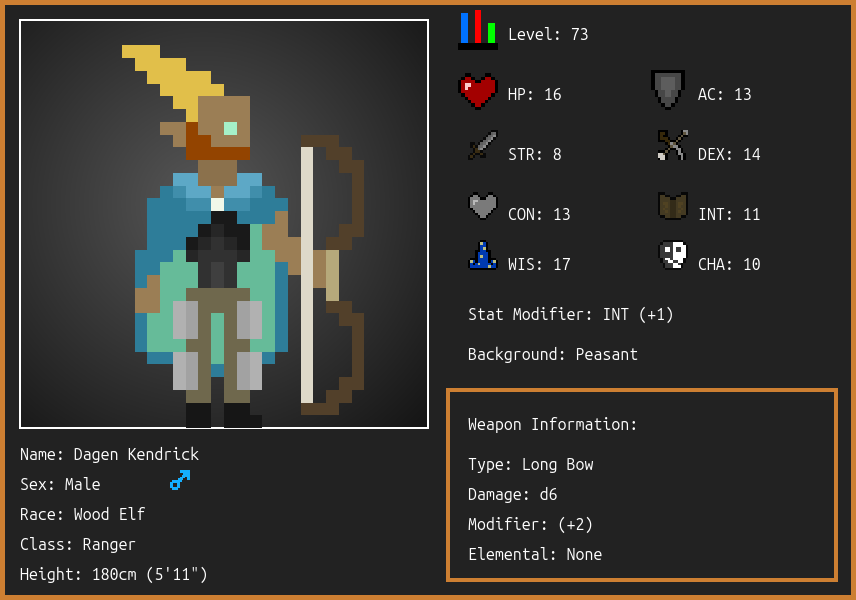 Level: 73
HP: 16
AC: 13
STR: 8
DEX: 14
CON: 13
INT: 11
WIS: 17
CHA: 10
Stat Modifier: INT (+1)
Background: Peasant
Weapon Information:
Type: Long Bow
Damage: d6
Modifier: (+2)
Elemental: None
Name: Dagen Kendrick
Sex: Male
Race: Wood Elf
Class: Ranger
Height: 180cm (5'11")